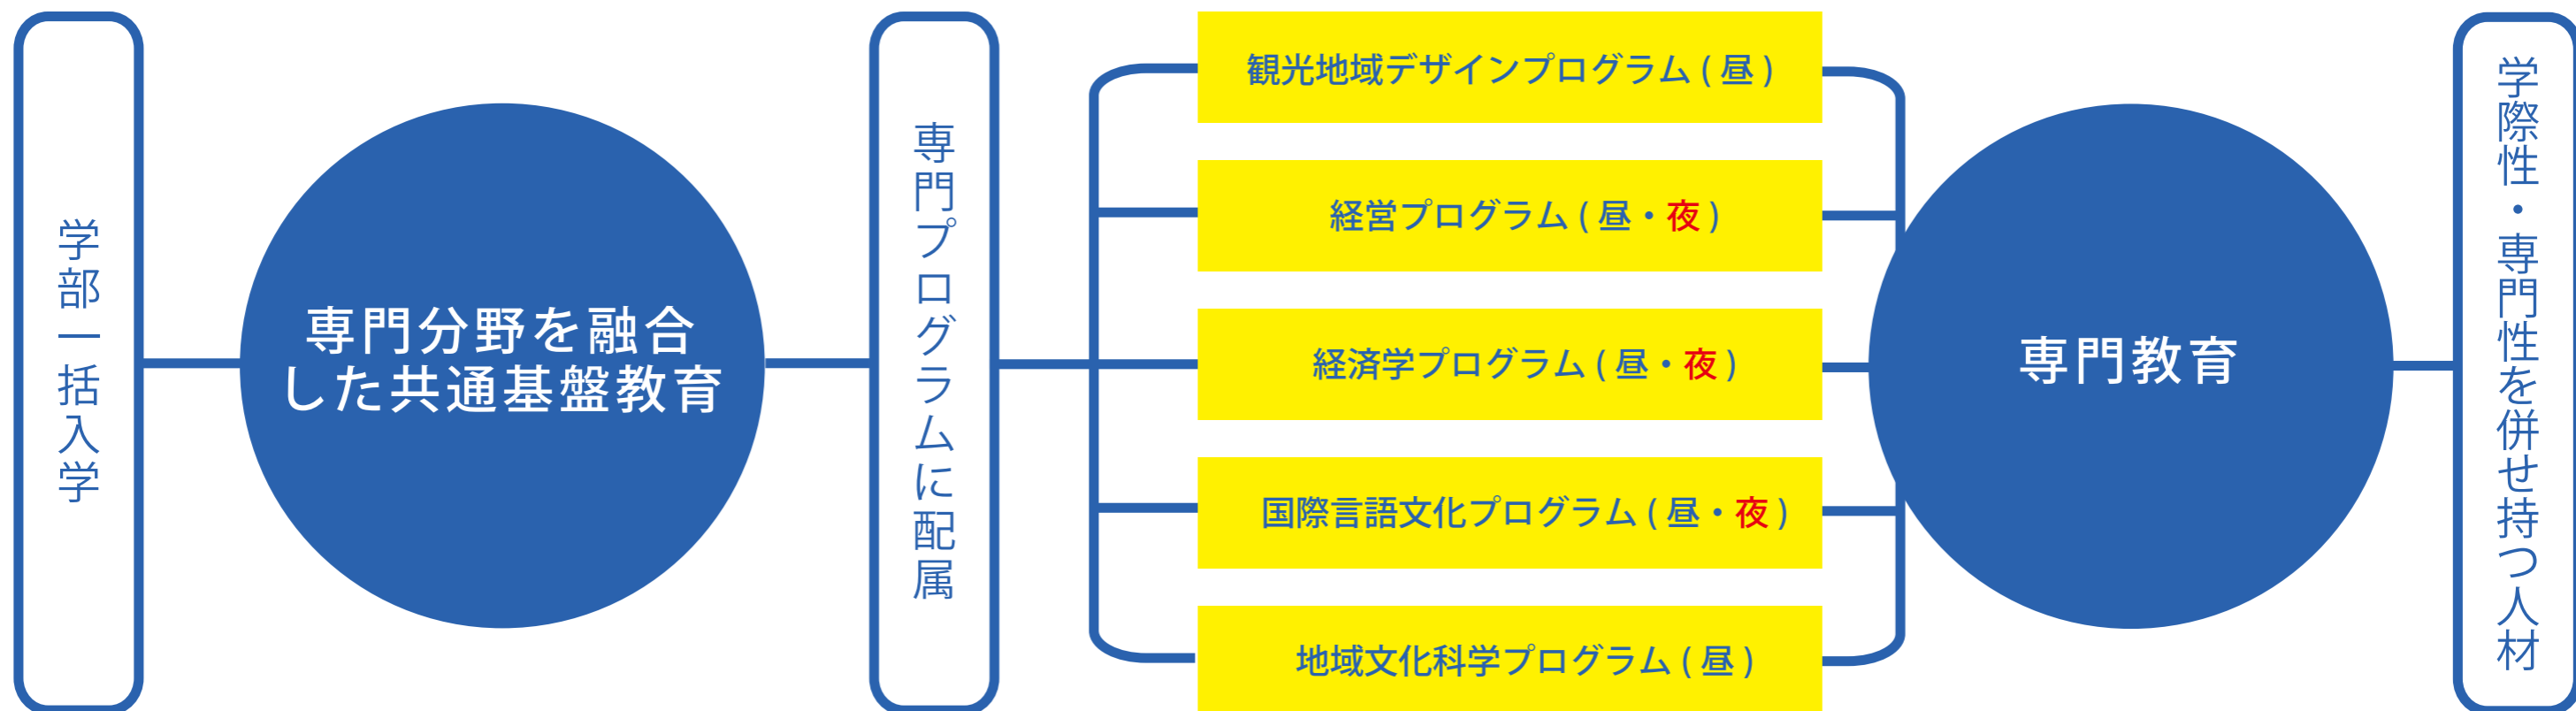 学部一括入学
専門分野を融合
した共通基盤教育
専門プログラムに配属
観光地域デザインプログラム ( 昼 )
経営プログラム ( 昼・夜 )
経済学プログラム ( 昼・夜 )
国際言語文化プログラム ( 昼・夜 )
地域文化科学プログラム ( 昼 )
専門教育
学際性・専門性を併せ持つ人材